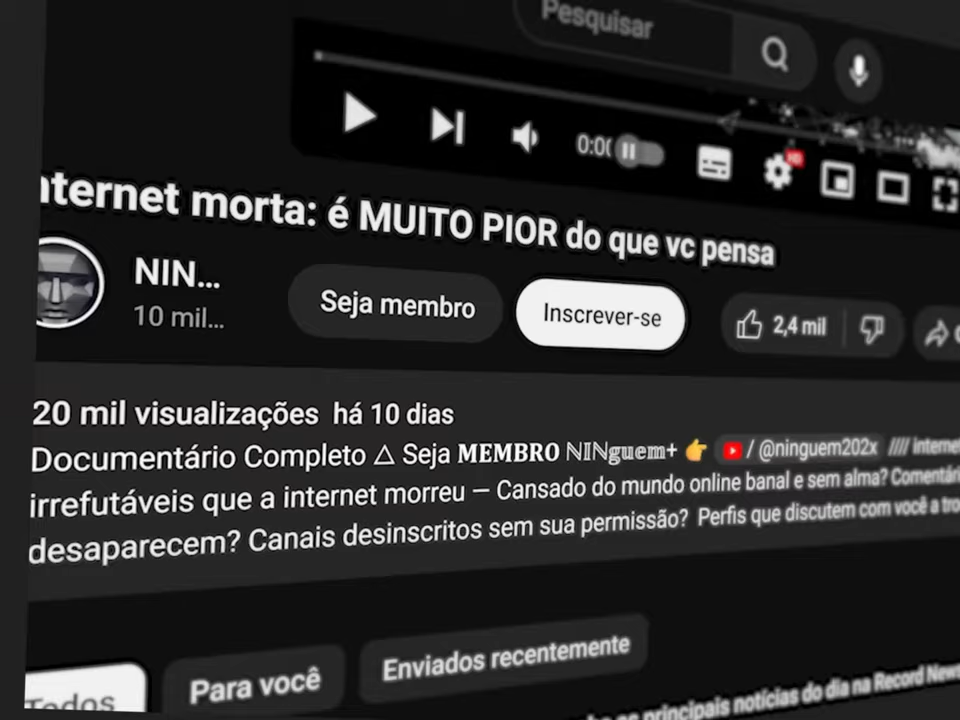 Pesquisar
HD
nternet morta: é MUITO PIOR do que vc pensa
NIN...
10 mil...
Seja membro
Inscrever-se
2,4 mil
20 mil visualizações há 10 dias
Documentário Completo △ Seja 𝐌𝐄𝐌𝐁𝐑𝐎 ℕ𝕀ℕ𝕘𝕦𝕖𝕞+ 👉 / @ninguem202x //// interne
irrefutáveis que a internet morreu — Cansado do mundo online banal e sem alma? Comentári
desaparecem? Canais desinscritos sem sua permissão? Perfis que discutem com você a tro
Todos
Para você
Enviados recentemente
principais notícias do dia na Record News